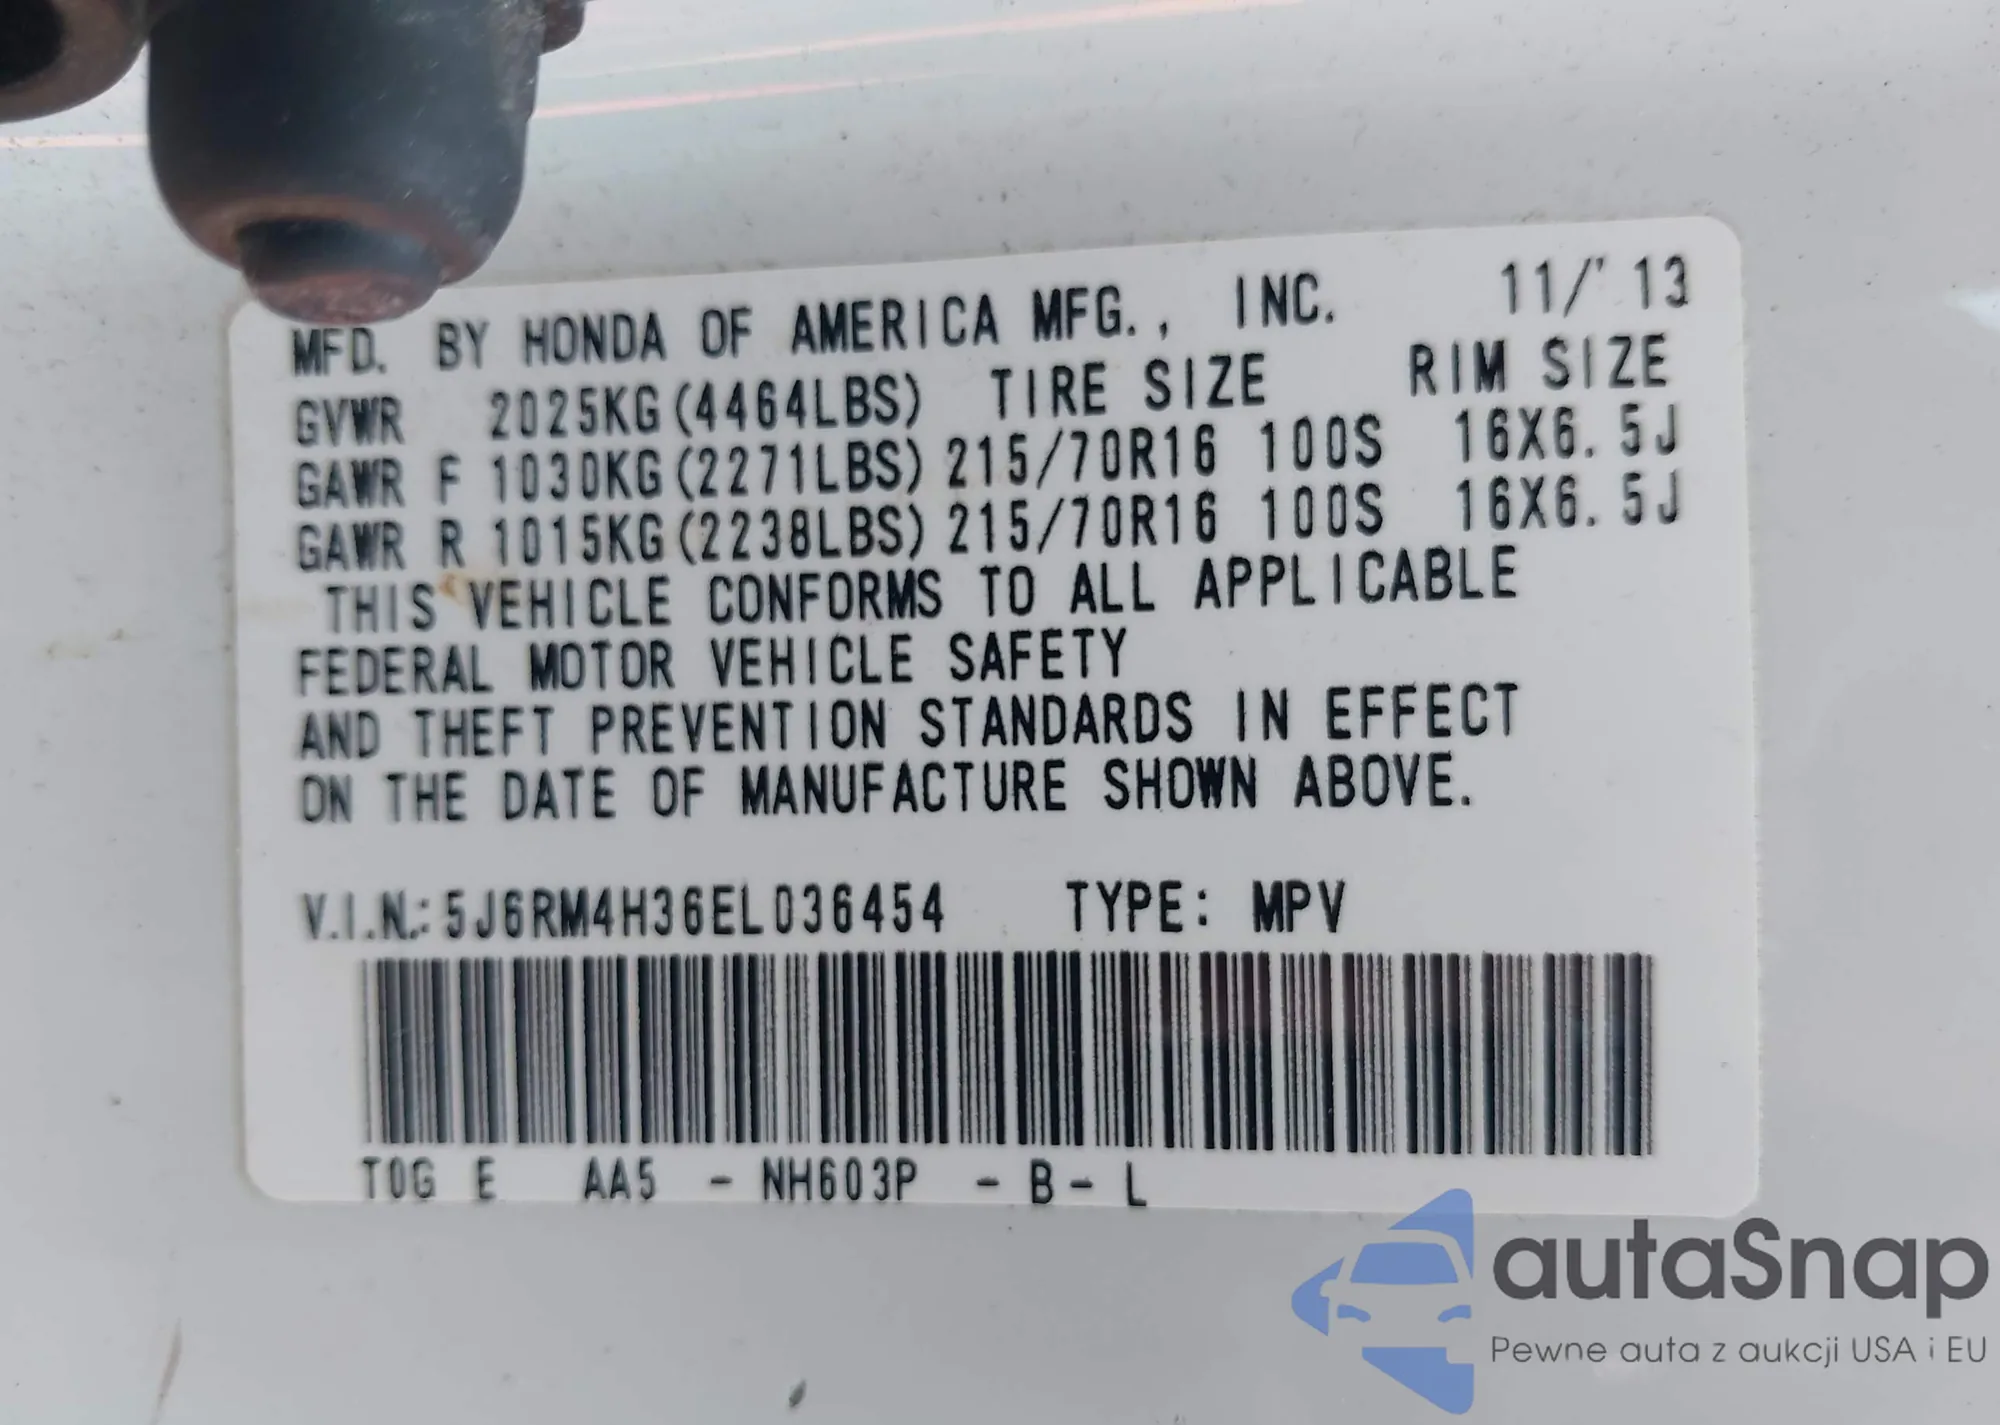 MFD. BY HONDA OF AMERICA MFG., INC. 11/'13
GVWR 2025KG(4464LBS) TIRE SIZE RIM SIZE
GAWR F 1030KG(2271LBS) 215/70R16 100S 16X6.5J
GAWR R 1015KG(2238LBS) 215/70R16 100S 16X6.5J
THIS VEHICLE CONFORMS TO ALL APPLICABLE
FEDERAL MOTOR VEHICLE SAFETY
AND THEFT PREVENTION STANDARDS IN EFFECT
ON THE DATE OF MANUFACTURE SHOWN ABOVE.
V.I.N.: 5J6RM4H36EL036454 TYPE: MPV
T0G E AA5 - NH603P - B - L
autaSnap
Pewne auta z aukcji USA i EU